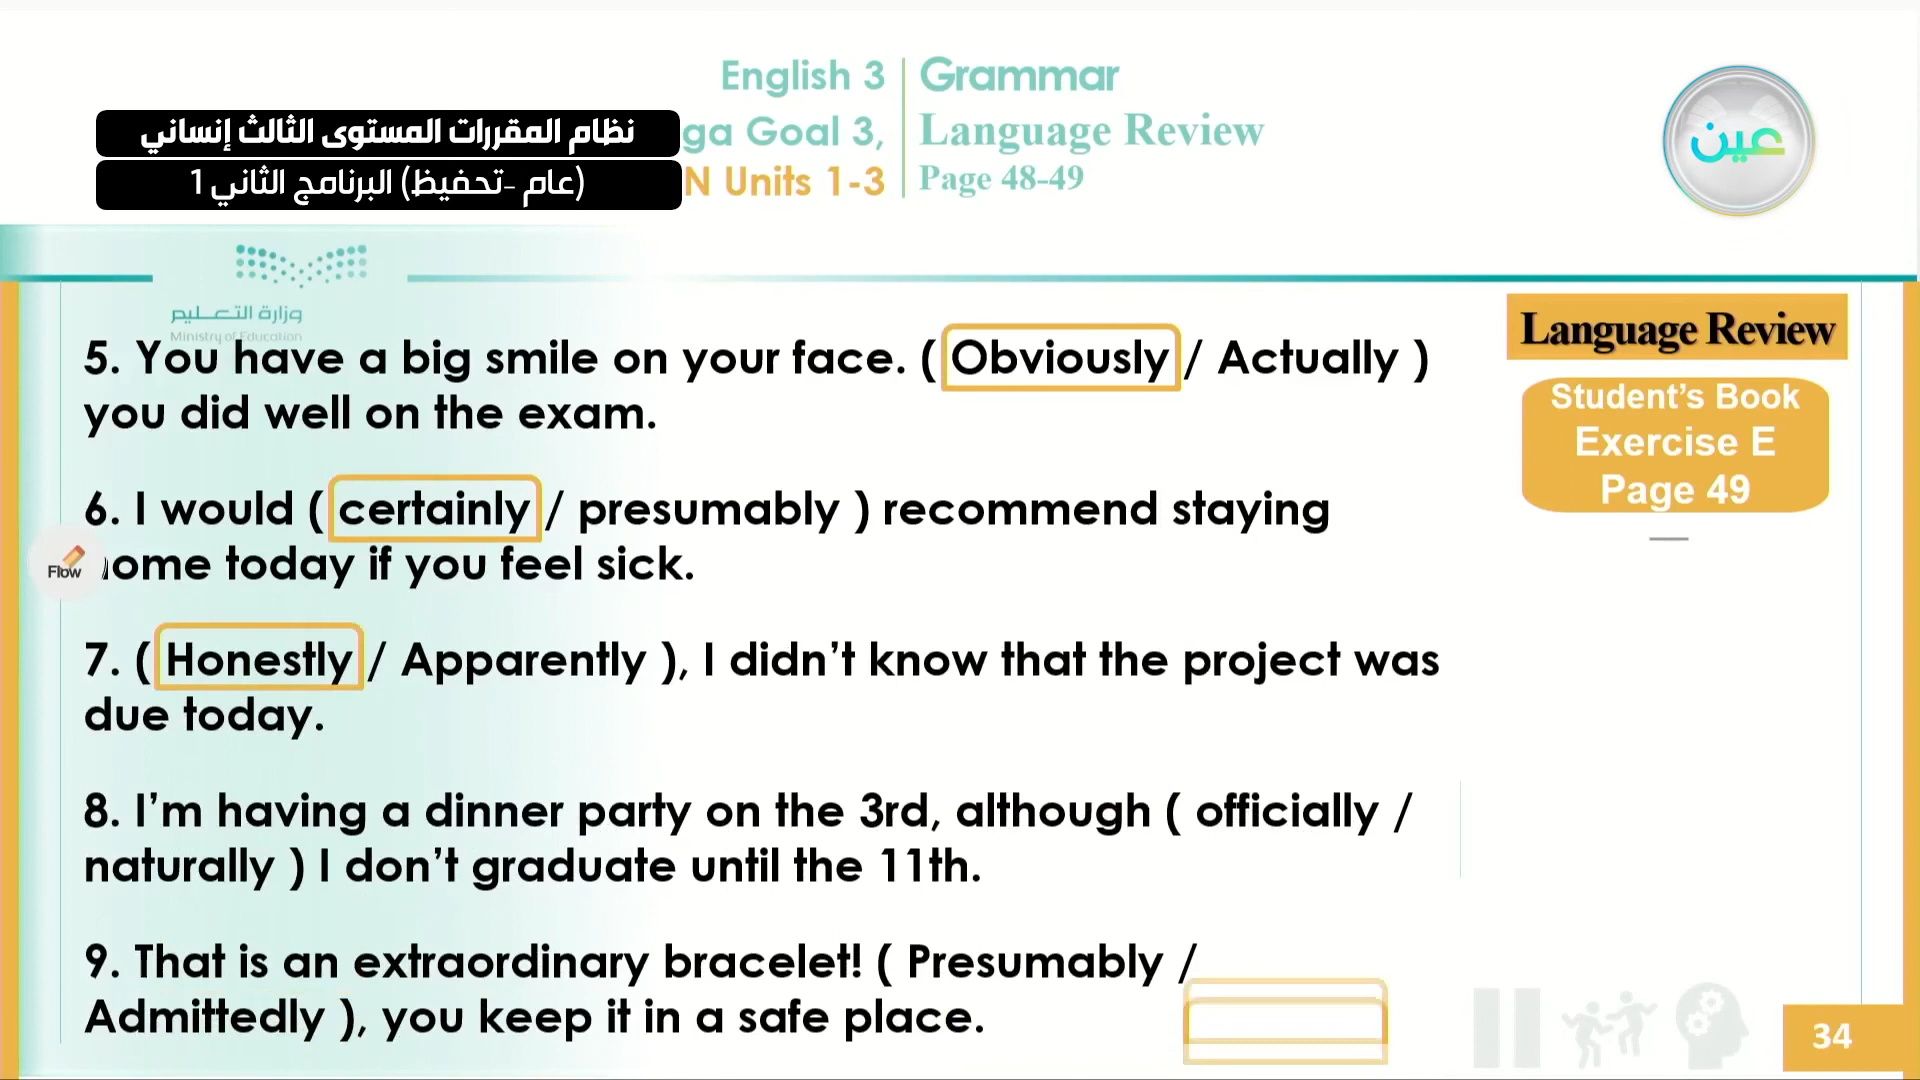 English 3
Grammar
نظام المقررات المستوى الثالث إنساني
ga Goal 3,
Language Review
(عام -تحفيظ) البرنامج الثاني 1
N Units 1-3
Page 48-49
عين
وزارة التعليم
Ministry of Education
Language Review
Student's Book
Exercise E
Page 49
5. You have a big smile on your face. ( Obviously / Actually )
you did well on the exam.
6. I would ( certainly / presumably ) recommend staying
ome today if you feel sick.
Flow
7. ( Honestly / Apparently ), I didn't know that the project was
due today.
8. I'm having a dinner party on the 3rd, although ( officially /
naturally ) I don't graduate until the 11th.
9. That is an extraordinary bracelet! ( Presumably /
Admittedly ), you keep it in a safe place.
34